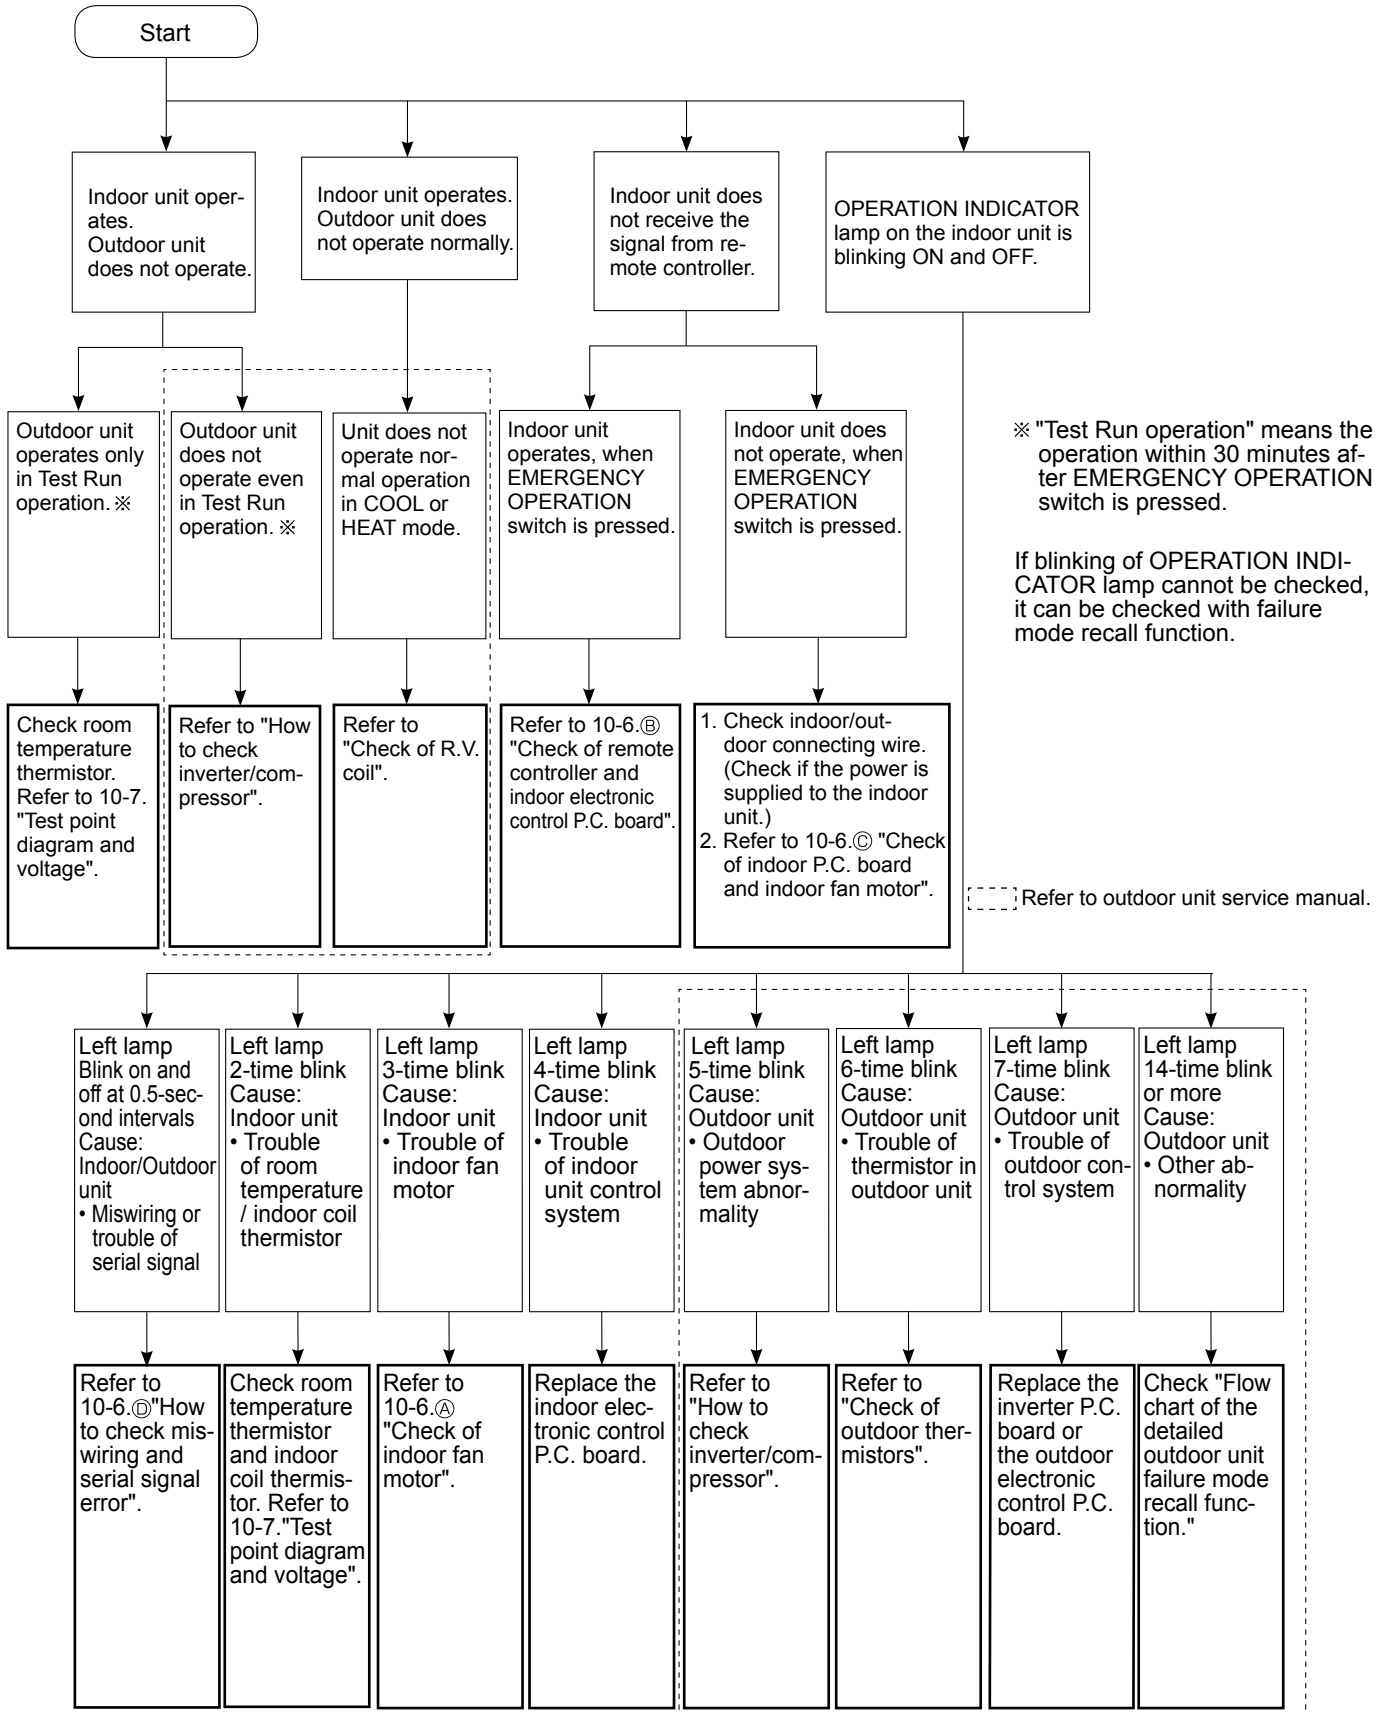 Start
Indoor unit oper-
ates.
Outdoor unit
does not operate.
Indoor unit operates.
Outdoor unit does
not operate normally.
Indoor unit does
not receive the
signal from re-
mote controller.
OPERATION INDICATOR
lamp on the indoor unit is
blinking ON and OFF.
Outdoor unit
operates only
in Test Run
operation. ※
Outdoor unit
does not
operate even
in Test Run
operation. ※
Unit does not
operate nor-
mal operation
in COOL or
HEAT mode.
Indoor unit
operates, when
EMERGENCY
OPERATION
switch is pressed.
Indoor unit does
not operate, when
EMERGENCY
OPERATION
switch is pressed.
※ "Test Run operation" means the
operation within 30 minutes af-
ter EMERGENCY OPERATION
switch is pressed.
If blinking of OPERATION INDI-
CATOR lamp cannot be checked,
it can be checked with failure
mode recall function.
Check room
temperature
thermistor.
Refer to 10-7.
"Test point
diagram and
voltage".
Refer to "How
to check
inverter/com-
pressor".
Refer to
"Check of R.V.
coil".
Refer to 10-6.Ⓑ
"Check of remote
controller and
indoor electronic
control P.C. board".
1. Check indoor/out-
door connecting wire.
(Check if the power is
supplied to the indoor
unit.)
2. Refer to 10-6.Ⓒ "Check
of indoor P.C. board
and indoor fan motor".
Refer to outdoor unit service manual.
Left lamp
Blink on and
off at 0.5-sec-
ond intervals
Cause:
Indoor/Outdoor
unit
• Miswiring or
trouble of
serial signal
Left lamp
2-time blink
Cause:
Indoor unit
• Trouble
of room
temperature
/ indoor coil
thermistor
Left lamp
3-time blink
Cause:
Indoor unit
• Trouble of
indoor fan
motor
Left lamp
4-time blink
Cause:
Indoor unit
• Trouble
of indoor
unit control
system
Left lamp
5-time blink
Cause:
Outdoor unit
• Outdoor
power sys-
tem abnor-
mality
Left lamp
6-time blink
Cause:
Outdoor unit
• Trouble of
thermistor in
outdoor unit
Left lamp
7-time blink
Cause:
Outdoor unit
• Trouble of
outdoor con-
trol system
Left lamp
14-time blink
or more
Cause:
Outdoor unit
• Other ab-
normality
Refer to
10-6.Ⓓ"How
to check mis-
wiring and
serial signal
error".
Check room
temperature
thermistor
and indoor
coil thermis-
tor. Refer to
10-7."Test
point diagram
and voltage".
Refer to
10-6.Ⓐ
"Check of
indoor fan
motor".
Replace the
indoor elec-
tronic control
P.C. board.
Refer to
"How to
check
inverter/com-
pressor".
Refer to
"Check of
outdoor ther-
mistors".
Replace the
inverter P.C.
board or
the outdoor
electronic
control P.C.
board.
Check "Flow
chart of the
detailed
outdoor unit
failure mode
recall func-
tion."